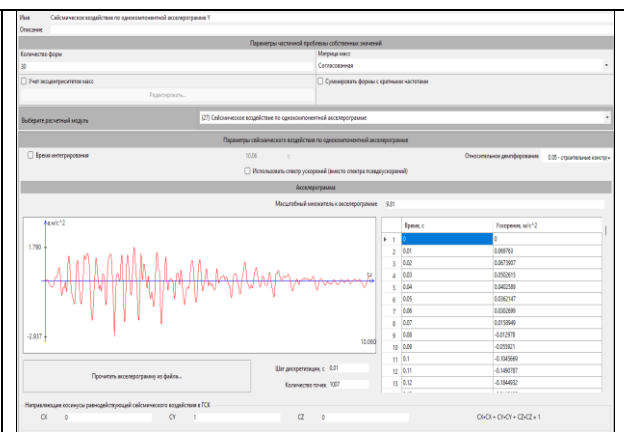 Имя Сейсмическое воздействие по однокомпонентной акселерограмме Y
Описание
Параметры частичной проблемы собственных значений
Количество форм Матрица масс
30 Согласованная
Учет эксцентриситетов масс Суммировать формы с кратными частотами
Редактировать...
Выберите расчетный модуль (27) Сейсмическое воздействие по однокомпонентной акселерограмме
Параметры сейсмического воздействия по однокомпонентной акселерограмме
Время интегрирования 10.06 с Относительное демпфирование 0.05 - строительные констр
Использовать спектр ускорений (вместо спектра псевдоускорений)
Акселерограмма
Масштабный множитель к акселерограмме 9.81
a,м/с^2
1.790
-2.937
10.060
Время, с Ускорение, м/с^2
1 0 0
2 0.01 0.069763
3 0.02 0.0673907
4 0.03 0.0502615
5 0.04 0.0402589
6 0.05 0.0362147
7 0.06 0.0302699
8 0.07 0.0158949
9 0.08 -0.012978
10 0.09 -0.055921
11 0.1 -0.1045669
12 0.11 -0.1490787
13 0.12 -0.1844952
Прочитать акселерограмму из файла...
Шаг дискретизации, с 0.01
Количество точек 1007
Направляющие косинусы равнодействующей сейсмического воздействия в ГСК
CX 0 CY 1 CZ 0 CX*CX + CY*CY + CZ*CZ = 1